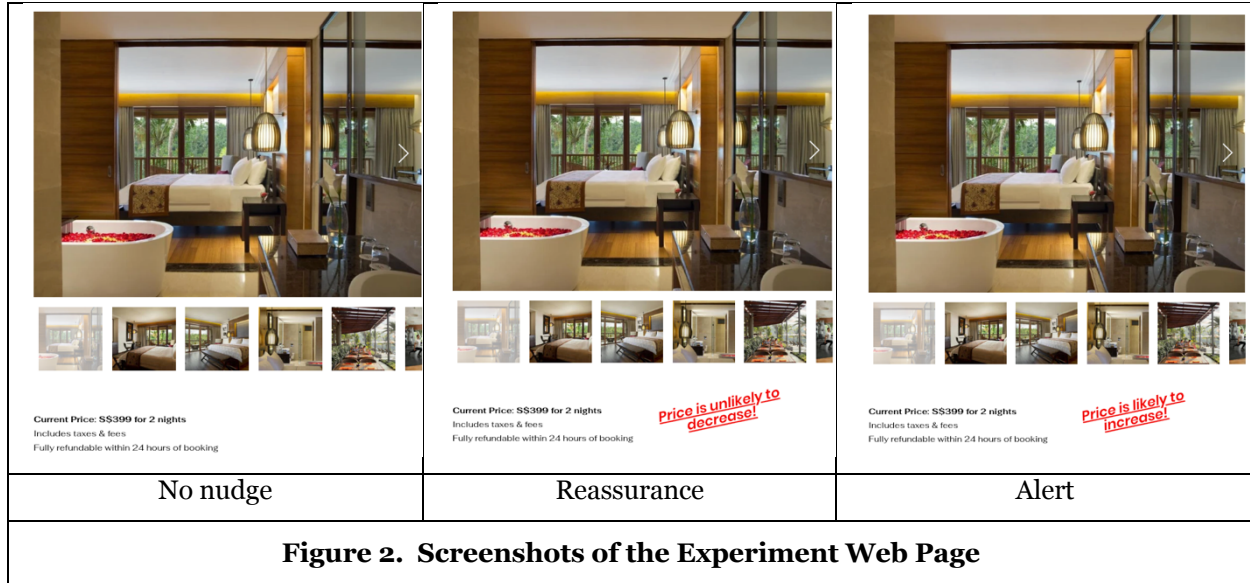 Current Price: S$399 for 2 nights
Includes taxes & fees
Fully refundable within 24 hours of booking
Current Price: S$399 for 2 nights
Includes taxes & fees
Fully refundable within 24 hours of booking
Price is unlikely to
decrease!
Current Price: S$399 for 2 nights
Includes taxes & fees
Fully refundable within 24 hours of booking
Price is likely to
increase!
No nudge
Reassurance
Alert
Figure 2. Screenshots of the Experiment Web Page